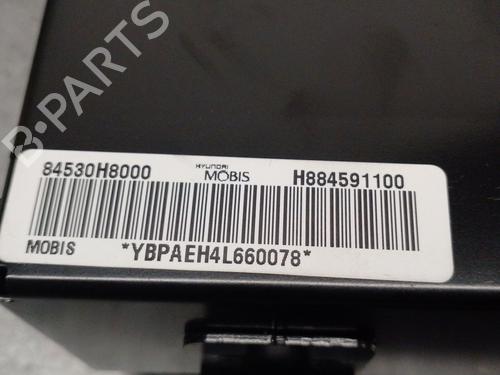 B-PARTS
84530H8000 HYUNDAI MOBIS H884591100
MOBIS *YBPAEH4L660078*